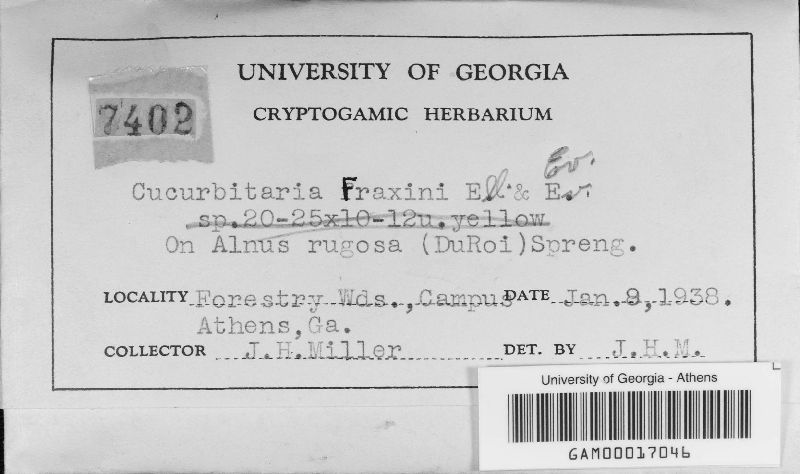 UNIVERSITY OF GEORGIA
7402
CRYPTOGAMIC HERBARIUM
Ev.
Cucurbitaria Fraxini Ell. & Ev.
sp.20-25x10-12u.yellow
On Alnus rugosa (DuRoi)Spreng.
LOCALITY Forestry Wds.,Campus DATE Jan.9,1938.
Athens,Ga.
COLLECTOR J.H.Miller DET. BY J.H.M.
University of Georgia - Athens
GAM00017046